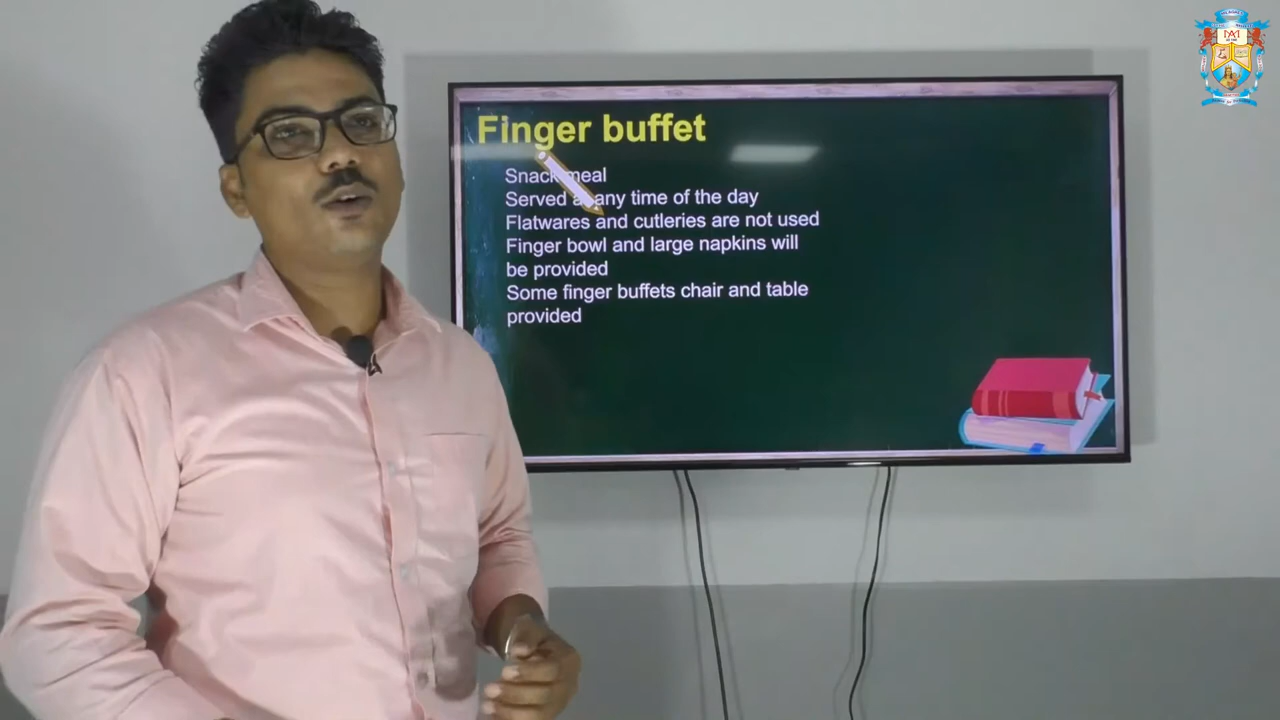 Finger buffet
Snack meal
Served at any time of the day
Flatwares and cutleries are not used
Finger bowl and large napkins will
be provided
Some finger buffets chair and table
provided